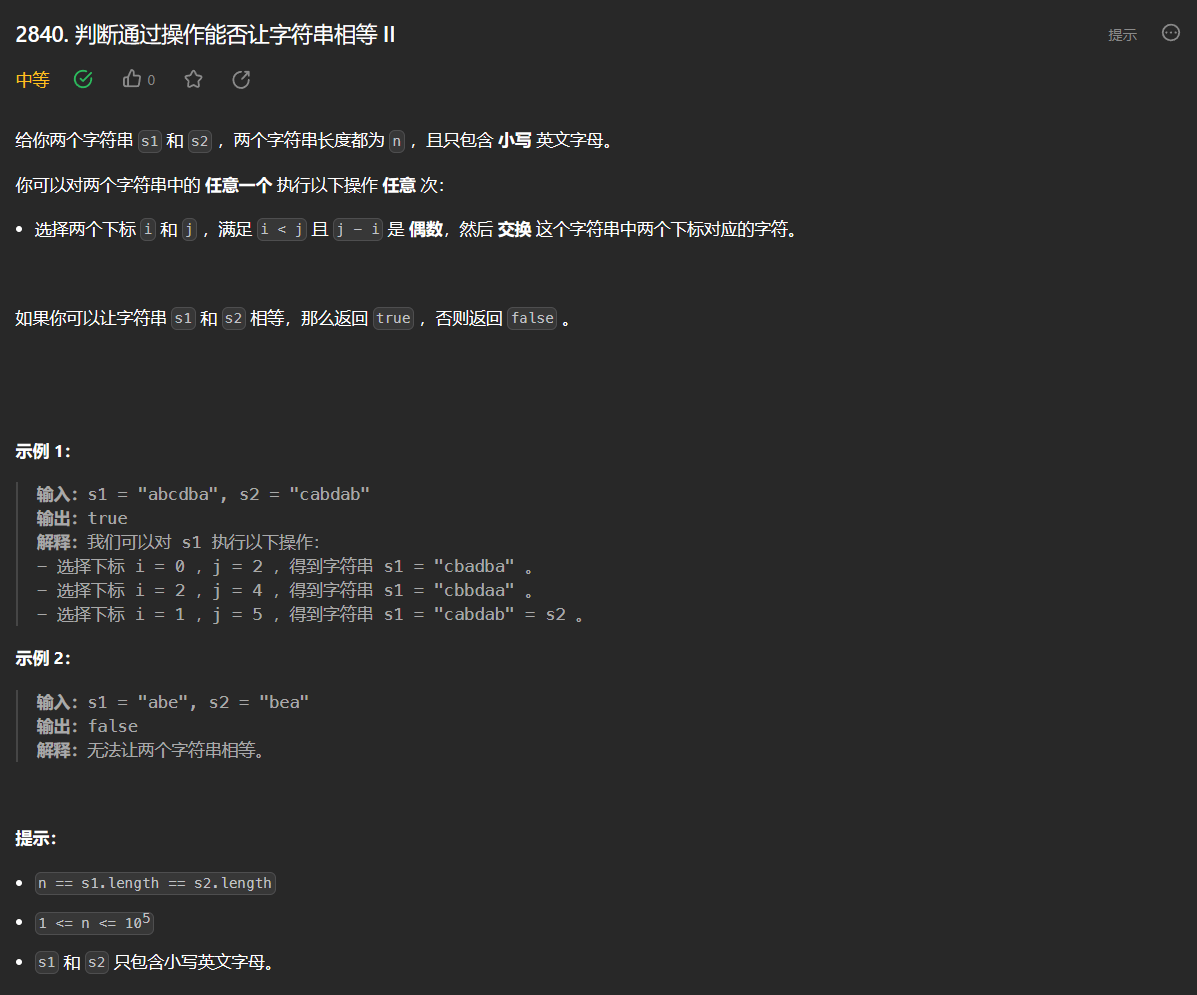 2840. 判断通过操作能否让字符串相等 II
提示
中等
0
给你两个字符串 s1 和 s2 ，两个字符串长度都为 n ，且只包含 小写 英文字母。
你可以对两个字符串中的 任意一个 执行以下操作 任意 次：
• 选择两个下标 i 和 j ，满足 i < j 且 j - i 是 偶数，然后 交换 这个字符串中两个下标对应的字符。
如果你可以让字符串 s1 和 s2 相等，那么返回 true ，否则返回 false 。
示例 1：
输入：s1 = "abcdba", s2 = "cabdab"
输出：true
解释：我们可以对 s1 执行以下操作：
- 选择下标 i = 0 ，j = 2 ，得到字符串 s1 = "cbadba" 。
- 选择下标 i = 2 ，j = 4 ，得到字符串 s1 = "cbbdaa" 。
- 选择下标 i = 1 ，j = 5 ，得到字符串 s1 = "cabdab" = s2 。
示例 2：
输入：s1 = "abe", s2 = "bea"
输出：false
解释：无法让两个字符串相等。
提示：
• n == s1.length == s2.length
• 1 <= n <= 10⁵
• s1 和 s2 只包含小写英文字母。